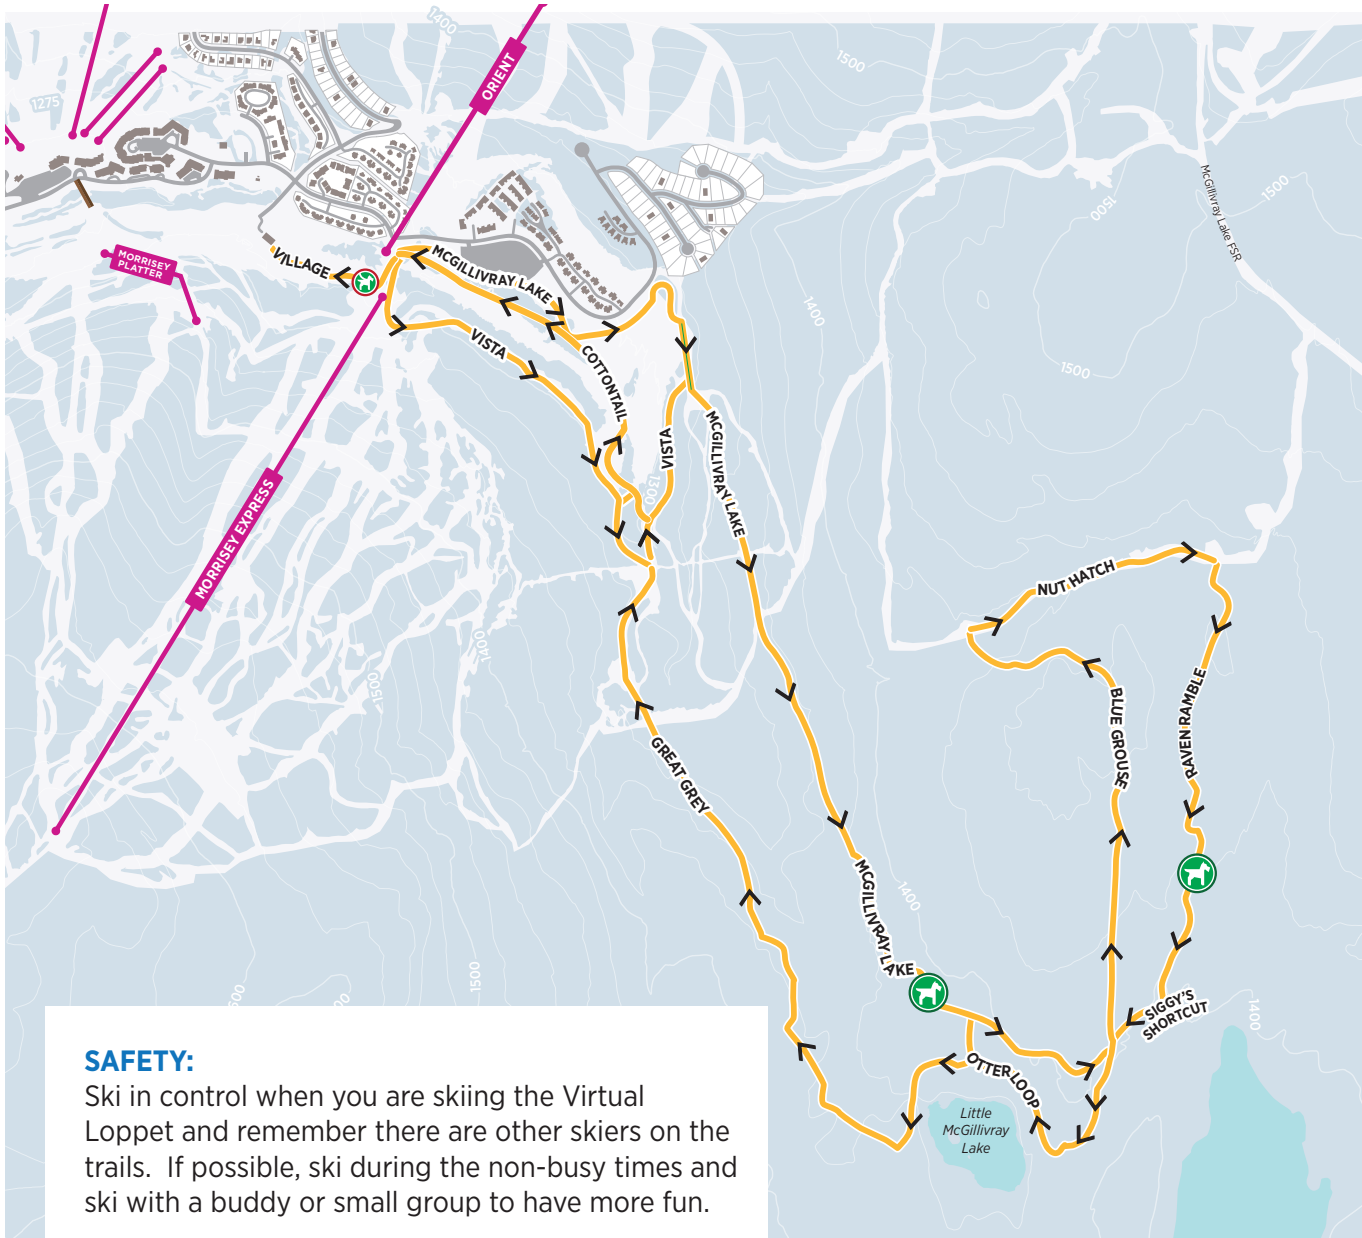 1400
1500
ORIENT
1275
McGillivray Lake FSR
1500
1500
VILLAGE
MORRISEY
PLATTER
MCGILLIVRAY LAKE
1400
VISTA
COTTONTAIL
1500
MCGILLIVRAY LAKE
VISTA
1300
MORRISEY EXPRESS
NUT HATCH
1400
1500
RAVEN RAMBLE
BLUE GROUSE
GREAT GREY
MCGILLIVRAY LAKE
1400
1500
SIGGY'S
SHORTCUT
1400
OTTER LOOP
Little
McGillivray
Lake
SAFETY:
Ski in control when you are skiing the Virtual
Loppet and remember there are other skiers on the
trails.  If possible, ski during the non-busy times and
ski with a buddy or small group to have more fun.